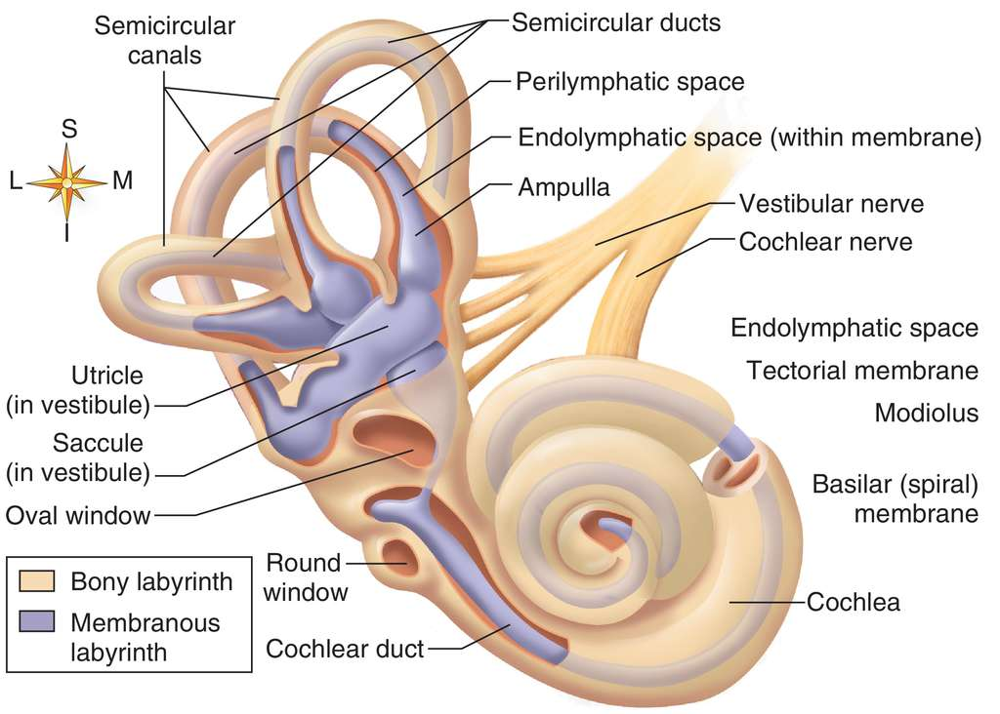 Semicircular
canals
Semicircular ducts
Perilymphatic space
Endolymphatic space (within membrane)
Ampulla
S
L
M
I
Vestibular nerve
Cochlear nerve
Endolymphatic space
Tectorial membrane
Modiolus
Basilar (spiral)
membrane
Utricle
(in vestibule)
Saccule
(in vestibule)
Oval window
Round
window
Cochlear duct
Cochlea
Bony labyrinth
Membranous
labyrinth